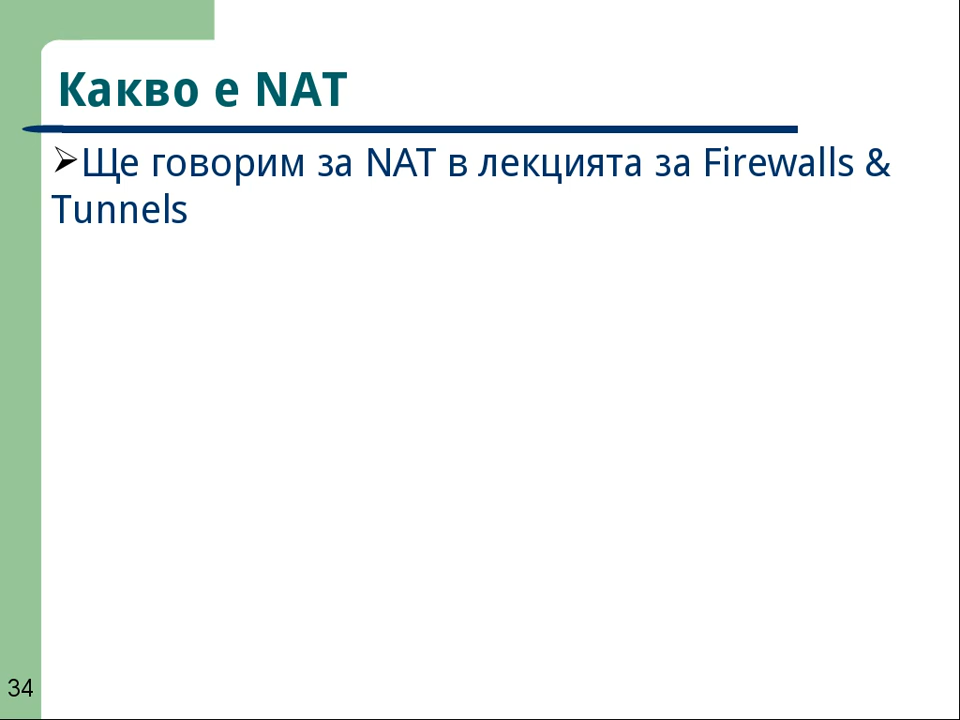 Какво е NAT
➢Ще говорим за NAT в лекцията за Firewalls &
Tunnels
34